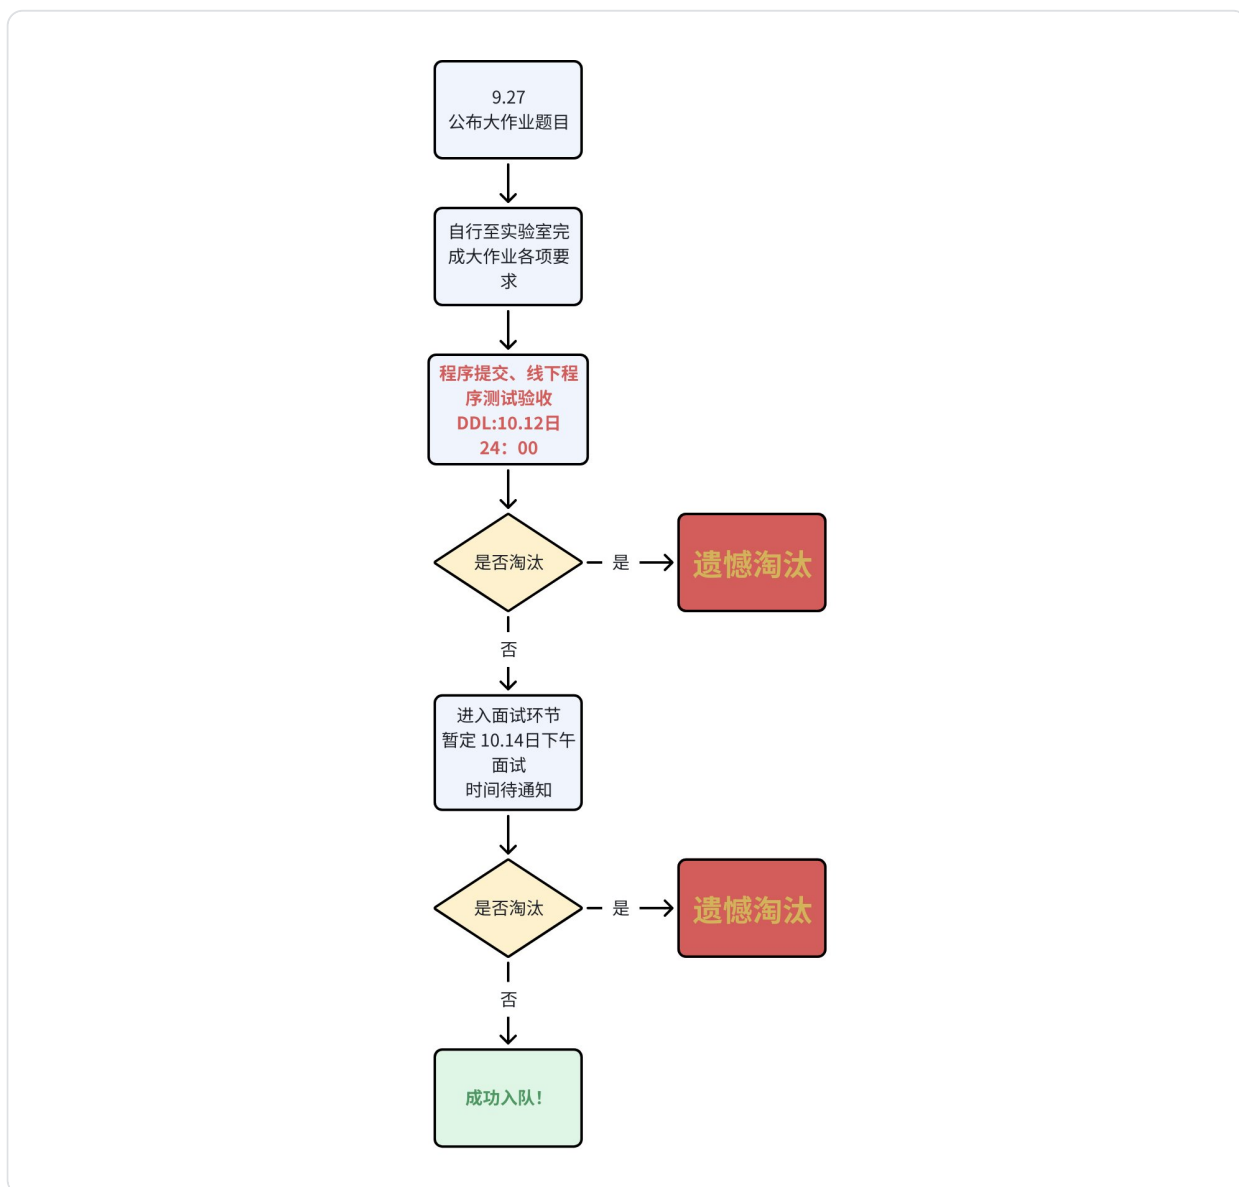 9.27
公布大作业题目
自行至实验室完
成大作业各项要
求
程序提交、线下程
序测试验收
DDL:10.12日
24：00
是否淘汰
是
遗憾淘汰
否
进入面试环节
暂定 10.14日下午
面试
时间待通知
是否淘汰
是
遗憾淘汰
否
成功入队！